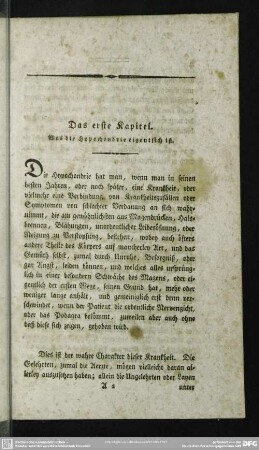 Das erste Kapitel.
Was die Hypochondrie eigentlich ist.
Die Hypochondrie hat man, wenn man in seinen
besten Jahren, oder noch später, eine Krankheit, oder
vielmehr eine Verbindung von Krankheitszufällen oder
Symptomen von schlechter Verdauung an sich wahr-
nimmt, die am gewöhnlichsten aus Magendrücken, Hals-
brennen, Blähungen, unordentlicher Leibesöffnung, oder
Neigung zu Verstopfung, bestehen, wobey auch öfters
andere Theile des Körpers auf mancherley Art, und das
Gemüth selbst, zumal durch Unruhe, Besorgniß, oder
gar Angst, leiden können, und welches alles ursprüng-
lich in einer besondern Schwäche des Magens, oder ei-
gentlich der ersten Wege, seinen Grund hat, mehr oder
weniger lange anhält, und gemeiniglich erst denn ver-
schwindet, wenn der Patient die ordentliche Nervengicht,
oder das Podagra bekömmt, zuweilen aber auch ohne
daß diese sich zeigen, gehoben wird.
Dies ist der wahre Charakter dieser Krankheit. Die
Gelehrten, zumal die Aerzte, mögen vielleicht daran al-
lerley auszusetzen haben; allein die Ungelehrten oder Layen
A 2 unter